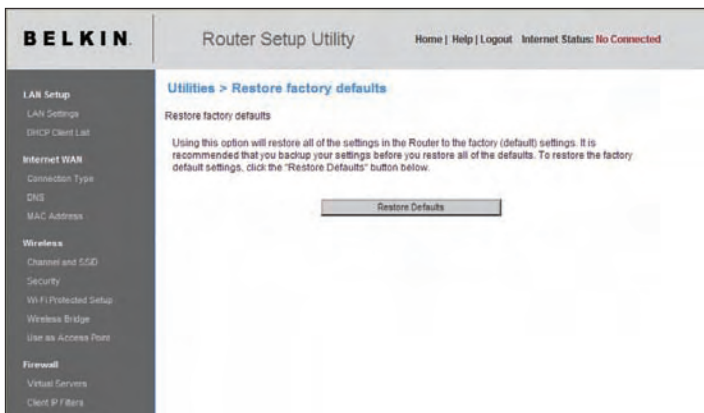 BELKIN.
Router Setup Utility
Home | Help | Logout Internet Status: No Connected
LAN Setup
LAN Settings
DHCP Client List
Internet WAN
Connection Type
DNS
MAC Address
Wireless
Channel and SSID
Security
Wi-Fi Protected Setup
Wireless Bridge
Use as Access Point
Firewall
Virtual Servers
Client IP Filters
Utilities > Restore factory defaults
Restore factory defaults
Using this option will restore all of the settings in the Router to the factory (default) settings. It is
recommended that you backup your settings before you restore all of the defaults. To restore the factory
default settings, click the "Restore Defaults" button below.
Restore Defaults